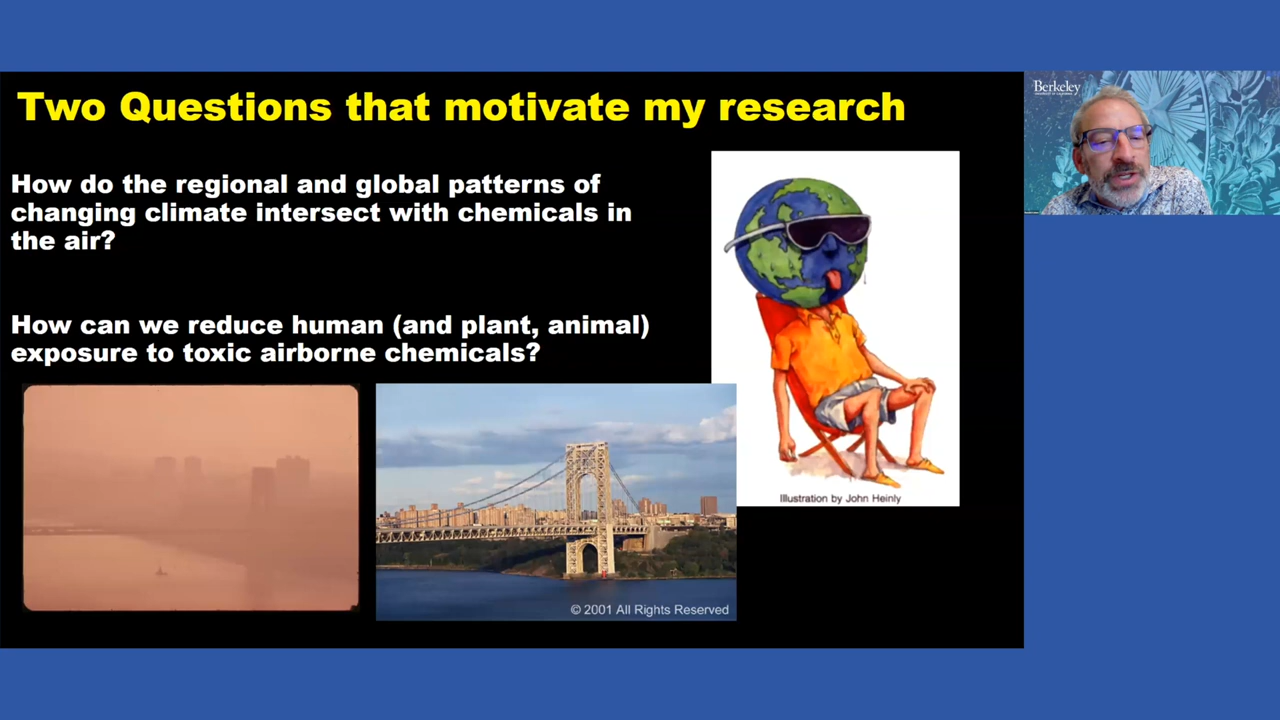 Two Questions that motivate my research
How do the regional and global patterns of
changing climate intersect with chemicals in
the air?
How can we reduce human (and plant, animal)
exposure to toxic airborne chemicals?
Illustration by John Heinly
© 2001 All Rights Reserved
Berkeley